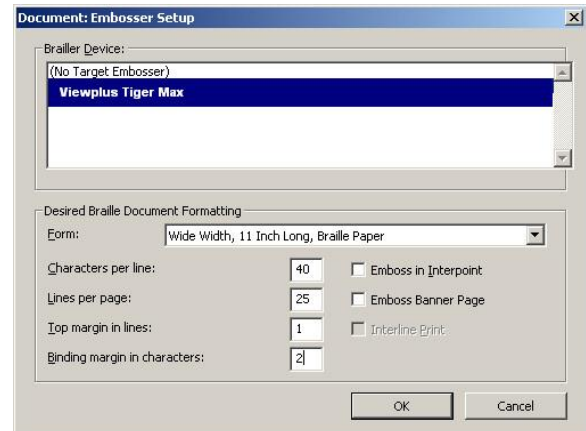 Document: Embosser Setup
Brailler Device:
(No Target Embosser)
Viewplus Tiger Max
Desired Braille Document Formatting
Form: Wide Width, 11 Inch Long, Braille Paper
Characters per line: 40 Emboss in Interpoint
Lines per page: 25 Emboss Banner Page
Top margin in lines: 1 Interline Print
Binding margin in characters: 2
OK Cancel